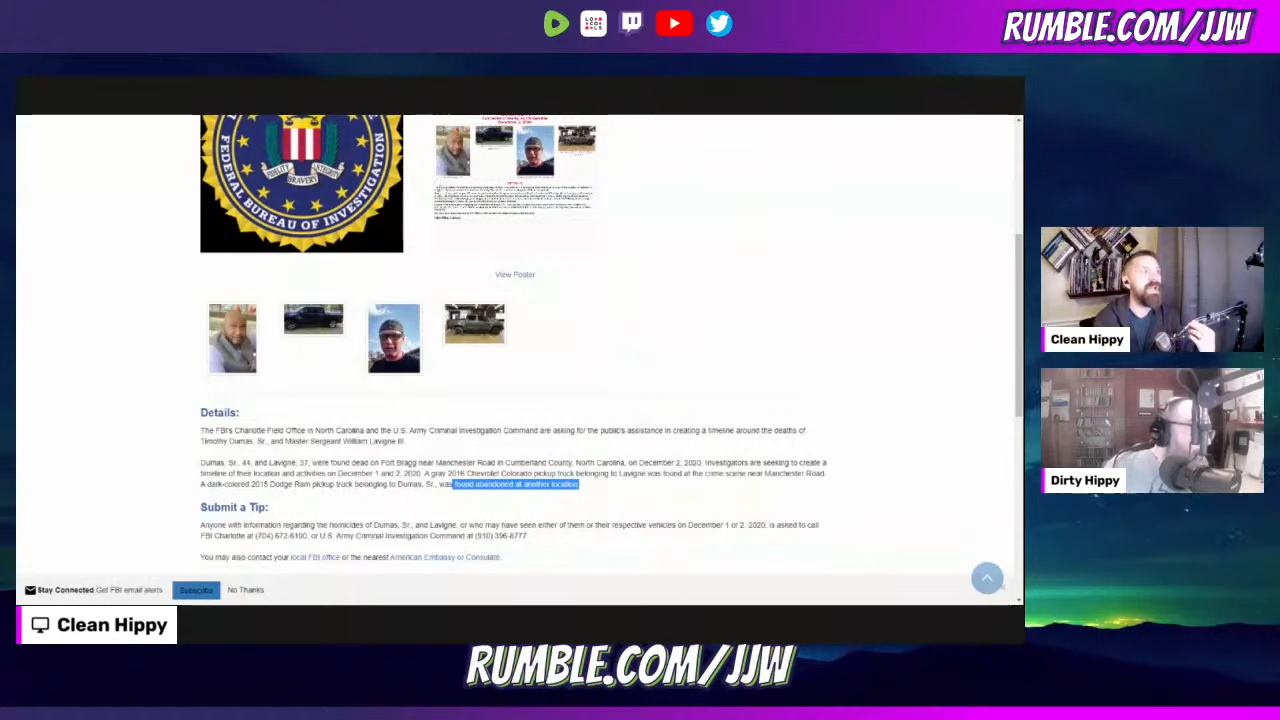 RUMBLE.COM/JJW
FEDERAL BUREAU OF INVESTIGATION
BRAVERY
View Poster
Details:
The FBI's Charlotte Field Office in North Carolina and the U.S. Army Criminal Investigation Command are asking for the public's assistance in creating a timeline around the deaths of
Timothy Dumas, Sr., and Master Sergeant William Lavigne III.
Dumas, Sr., 44, and Lavigne, 37, were found dead on Fort Bragg near Manchester Road in Cumberland County, North Carolina, on December 2, 2020. Investigators are seeking to create a
timeline of their location and activities on December 1 and 2, 2020. A gray 2016 Chevrolet Colorado pickup truck belonging to Lavigne was found at the crime scene near Manchester Road.
A dark-colored 2015 Dodge Ram pickup truck belonging to Dumas, Sr., was found abandoned at another location.
Submit a Tip:
Anyone with information regarding the homicides of Dumas, Sr., and Lavigne, or who may have seen either of them or their respective vehicles on December 1 or 2, 2020, is asked to call
FBI Charlotte at (704) 672-6100, or U.S. Army Criminal Investigation Command at (910) 396-8777.
You may also contact your local FBI office or the nearest American Embassy or Consulate.
Stay Connected Get FBI email alerts Subscribe No Thanks
Clean Hippy
Dirty Hippy
Clean Hippy
RUMBLE.COM/JJW